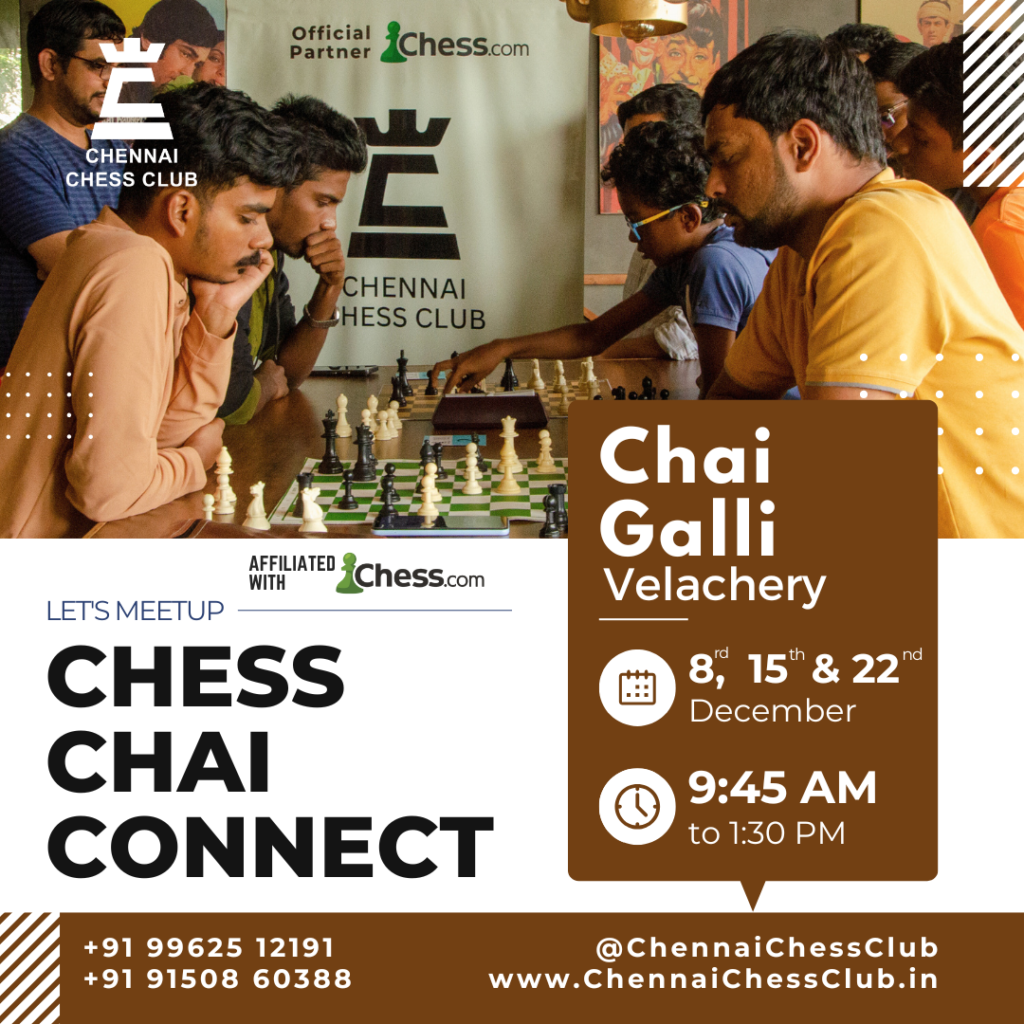 Official
Partner
Chess.com
CHENNAI
CHESS CLUB
CHENNAI
CHESS CLUB
AFFILIATED
WITH
Chess.com
LET'S MEETUP
CHESS
CHAI
CONNECT
Chai
Galli
Velachery
8,rd 15th & 22nd
December
9:45 AM
to 1:30 PM
+91 99625 12191
+91 91508 60388
@ChennaiChessClub
www.ChennaiChessClub.in